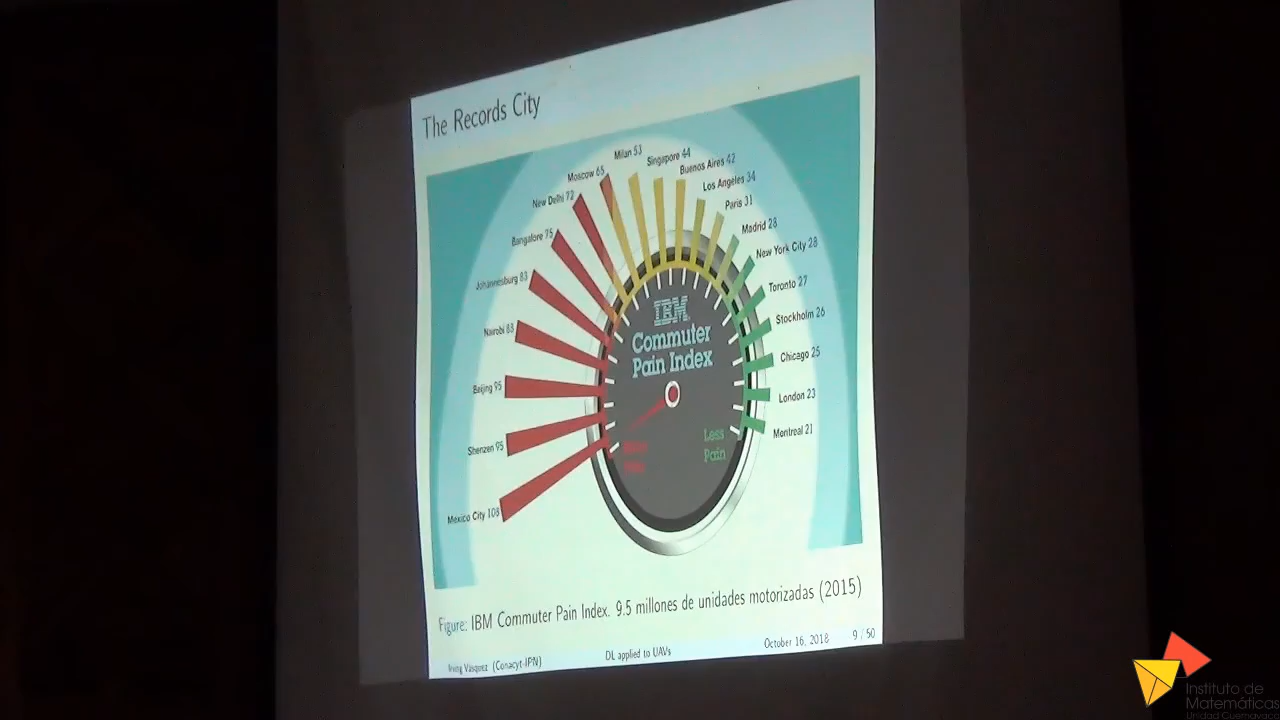 The Records City
Milan 53
Singapore 44
Moscow 65
Buenos Aires 42
New Delhi 72
Los Angeles 34
Paris 31
Bangalore 75
Madrid 28
New York City 28
Johannesburg 83
Toronto 27
Nairobi 88
Stockholm 26
IBM
Commuter
Pain Index
Chicago 25
Beijing 95
London 23
Shenzen 95
Less
Pain
Montreal 21
Mexico City 108
Figure: IBM Commuter Pain Index. 9.5 millones de unidades motorizadas (2015)
Irving Vásquez (Conacyt-IPN)
DL applied to UAVs
October 16, 2018
9 / 50
Instituto de
Matemáticas
Unidad Cuernavaca